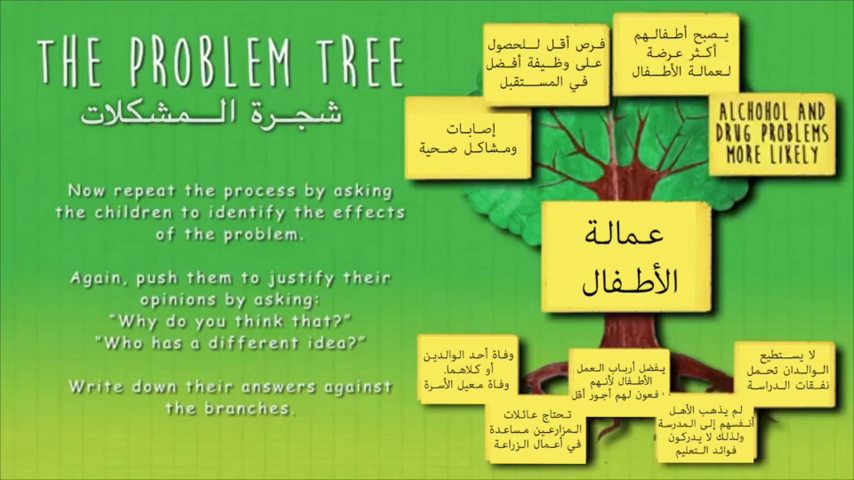 THE PROBLEM TREE
شجرة المشكلات
Now repeat the process by asking
the children to identify the effects
of the problem.
Again, push them to justify their
opinions by asking:
"Why do you think that?"
"Who has a different idea?"
Write down their answers against
the branches.
فرص أقل للحصول
على وظيفة أفضل
في المستقبل
يصبح أطفالهم
أكثر عرضة
لعمالة الأطفال
إصابات
ومشاكل صحية
ALCHOHOL AND
DRUG PROBLEMS
MORE LIKELY
عمالة
الأطفال
وفاة أحد الوالدين
أو كلاهما.
وفاة معيل الأسرة
يفضل أرباب العمل
الأطفال لأنهم
فعون لهم أجور أقل
لا يستطيع
الوالدان تحمل
نفقات الدراسة
تحتاج عائلات
المزارعين مساعدة
في أعمال الزراعة
لم يذهب الأهل
أنفسهم إلى المدرسة
ولذلك لا يدركون
فوائد التعليم